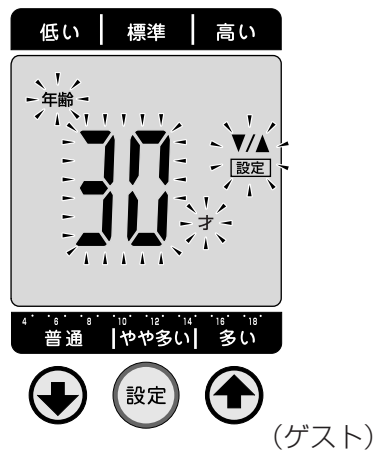 低い 標準 高い
年齢
30 才
▼/▲
設定
4 6 8 10 12 14 16 18
普通 やや多い 多い
設定
(ゲスト)